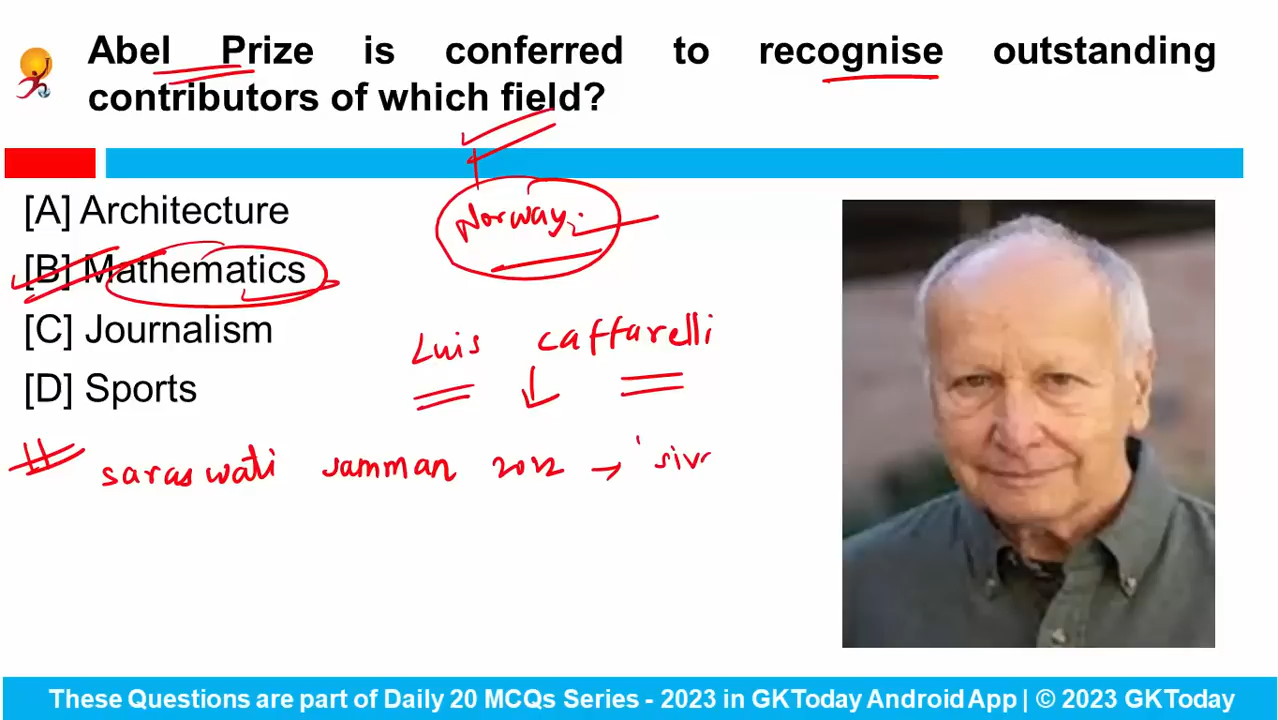 Abel Prize is conferred to recognise outstanding
contributors of which field?
[A] Architecture
Norway
[B] Mathematics
[C] Journalism
Luis Caffarelli
[D] Sports
saraswati samman 2022 → 'siv
These Questions are part of Daily 20 MCQs Series - 2023 in GKToday Android App | © 2023 GKToday